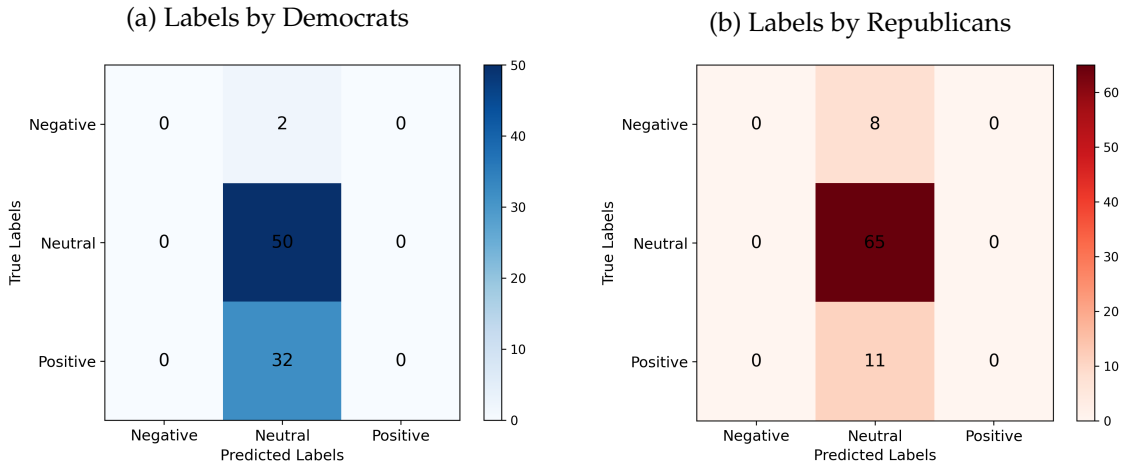 (a) Labels by Democrats
True Labels
Negative
Neutral
Positive
0 2 0
0 50 0
0 32 0
Negative Neutral Positive
Predicted Labels
50
40
30
20
10
0
(b) Labels by Republicans
True Labels
Negative
Neutral
Positive
0 8 0
0 65 0
0 11 0
Negative Neutral Positive
Predicted Labels
60
50
40
30
20
10
0